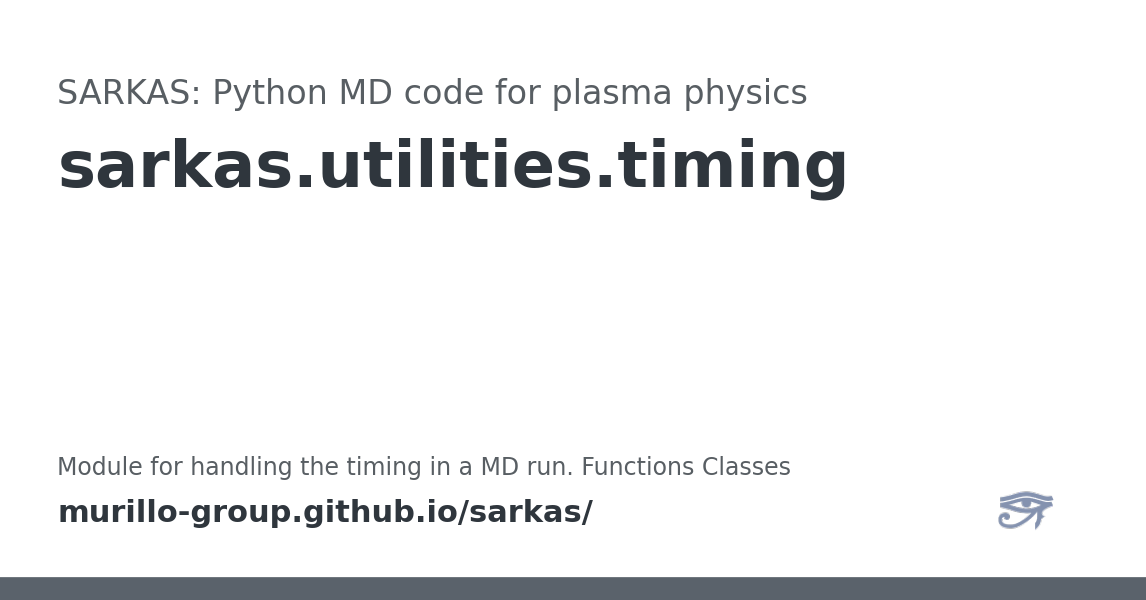 SARKAS: Python MD code for plasma physics
sarkas.utilities.timing
Module for handling the timing in a MD run. Functions Classes
murillo-group.github.io/sarkas/